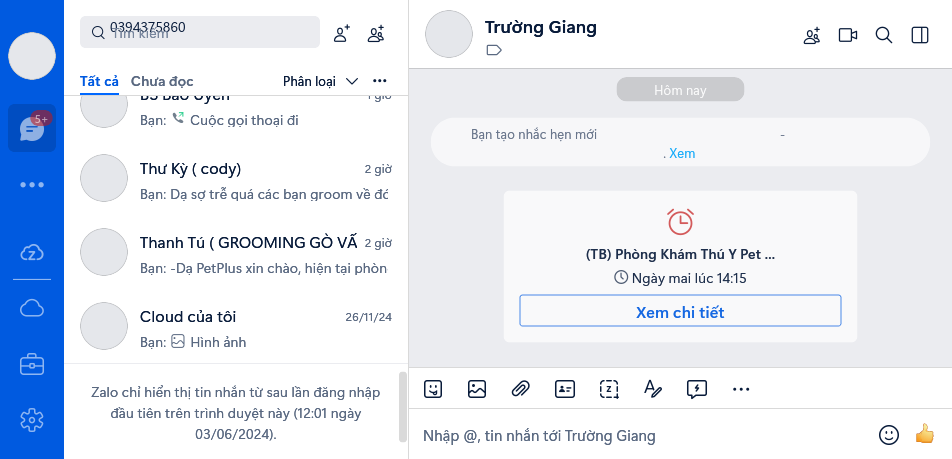 0394375860
Tìm kiếm
Tất cả
Chưa đọc
Phân loại
5+
BS Bảo Uyên
1 giờ
Bạn: Cuộc gọi thoại đi
Thư Kỳ ( cody)
2 giờ
Bạn: Dạ sợ trễ quá các bạn groom về đó
Thanh Tú ( GROOMING GÒ VẤ
2 giờ
Bạn: -Dạ PetPlus xin chào, hiện tại phòn
Cloud của tôi
26/11/24
Bạn: Hình ảnh
Zalo chỉ hiển thị tin nhắn từ sau lần đăng nhập
đầu tiên trên trình duyệt này (12:01 ngày
03/06/2024).
Trường Giang
Hôm nay
Bạn tạo nhắc hẹn mới -
. Xem
(TB) Phòng Khám Thú Y Pet ...
Ngày mai lúc 14:15
Xem chi tiết
Nhập @, tin nhắn tới Trường Giang